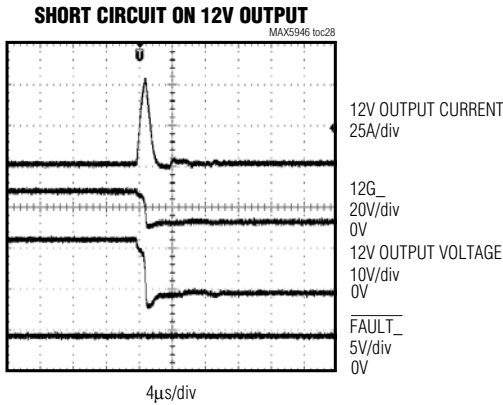 SHORT CIRCUIT ON 12V OUTPUT
MAX5946 toc28
T
12V OUTPUT CURRENT
25A/div
12G_
20V/div
0V
12V OUTPUT VOLTAGE
10V/div
0V
FAULT_
5V/div
0V
4µs/div